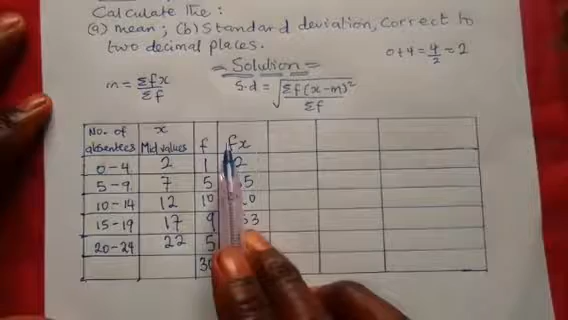 Calculate the:
(a) mean; (b) Standard deviation, correct to
two decimal places.
0+4=4/2=2
Solution
m = Σfx/Σf
S.d = √Σf(x-m)²/Σf
No. of absentees x Mid values f fx
0-4 2 1 2
5-9 7 5
10-14 12 10
15-19 17 9
20-24 22 5